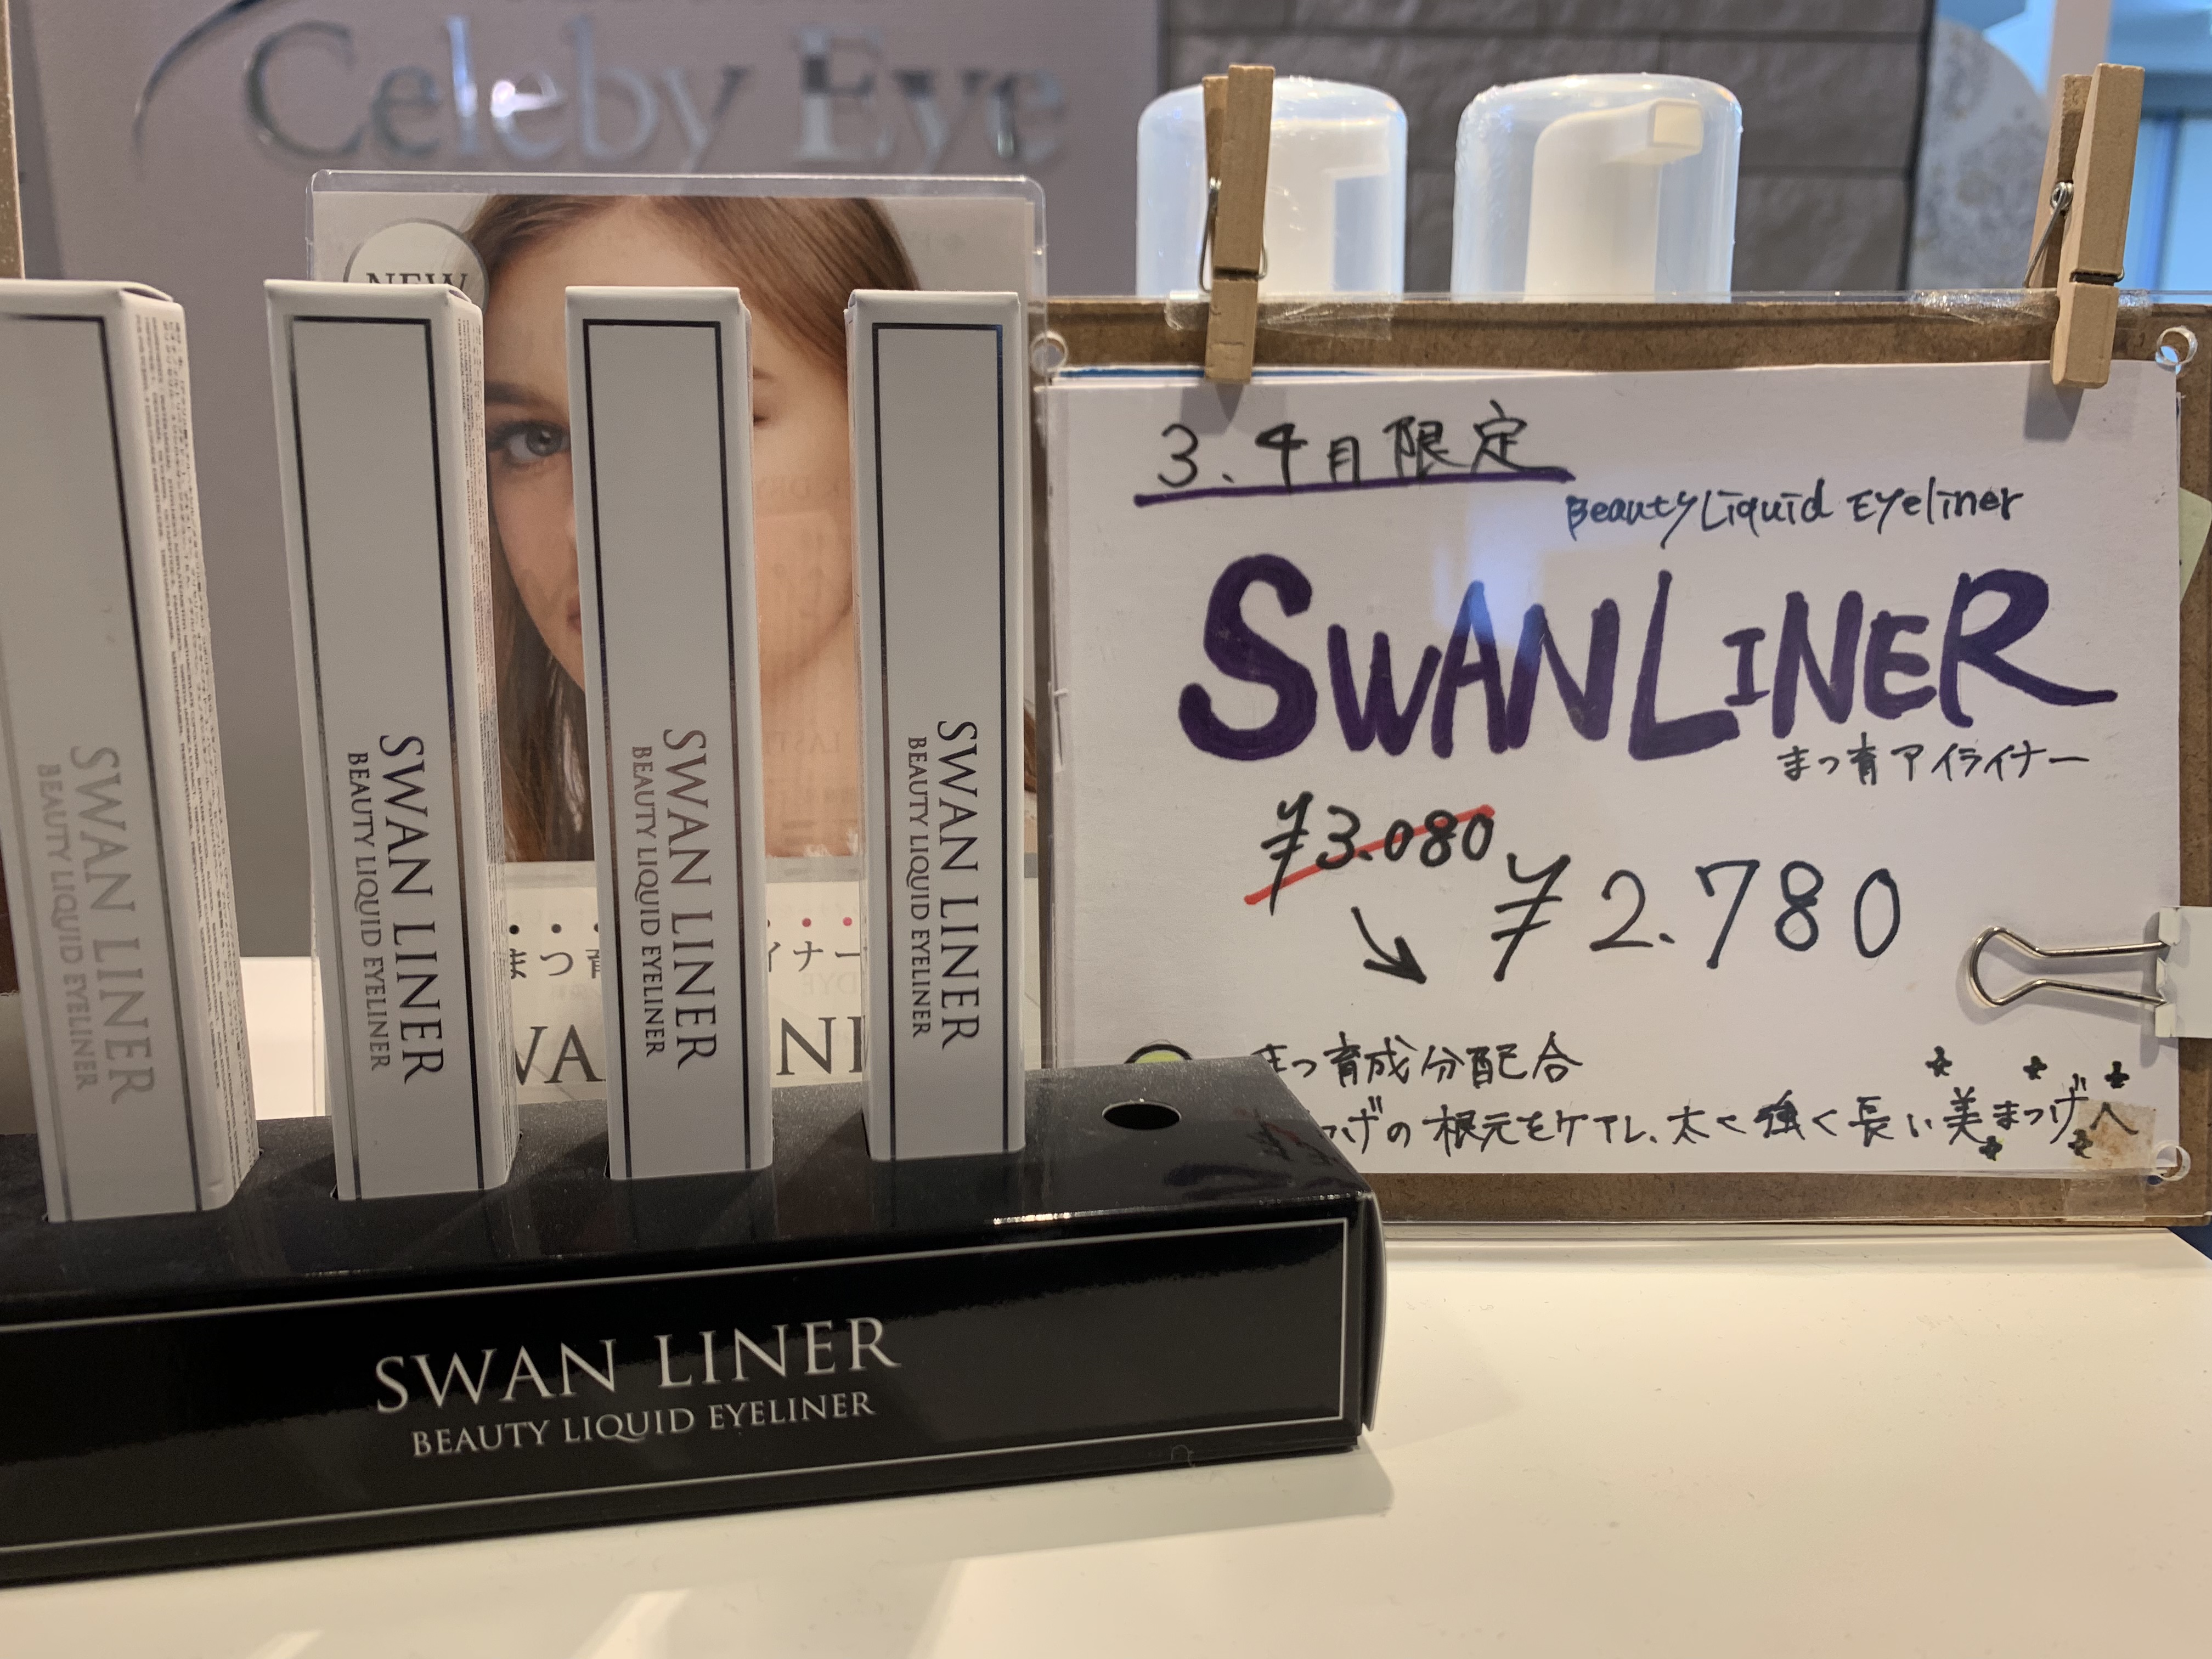 Celeby Eye
NEW
SWAN LINER
BEAUTY LIQUID EYELINER
SWAN LINER
BEAUTY LIQUID EYELINER
SWAN LINER
BEAUTY LIQUID EYELINER
SWAN LINER
BEAUTY LIQUID EYELINER
SWAN LINER
BEAUTY LIQUID EYELINER
3.4月限定
Beauty Liquid Eyeliner
SWANLINER
まつ育アイライナー
¥3.080
¥2.780
まつ育成分配合
の根元をケアし、太く強く長い美まつげへ